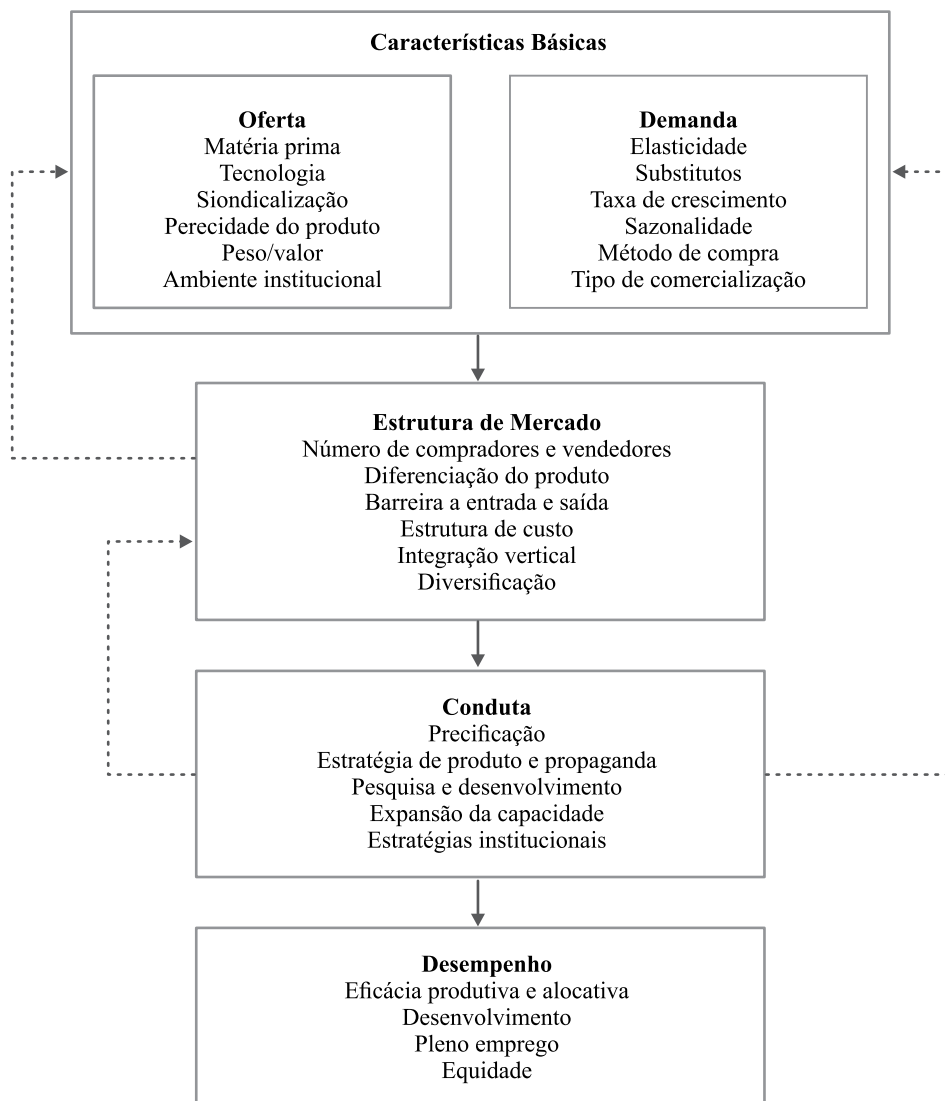 Características Básicas
Oferta
Matéria prima
Tecnologia
Siondicalização
Perecidade do produto
Peso/valor
Ambiente institucional
Demanda
Elasticidade
Substitutos
Taxa de crescimento
Sazonalidade
Método de compra
Tipo de comercialização
Estrutura de Mercado
Número de compradores e vendedores
Diferenciação do produto
Barreira a entrada e saída
Estrutura de custo
Integração vertical
Diversificação
Conduta
Precificação
Estratégia de produto e propaganda
Pesquisa e desenvolvimento
Expansão da capacidade
Estratégias institucionais
Desempenho
Eficácia produtiva e alocativa
Desenvolvimento
Pleno emprego
Equidade